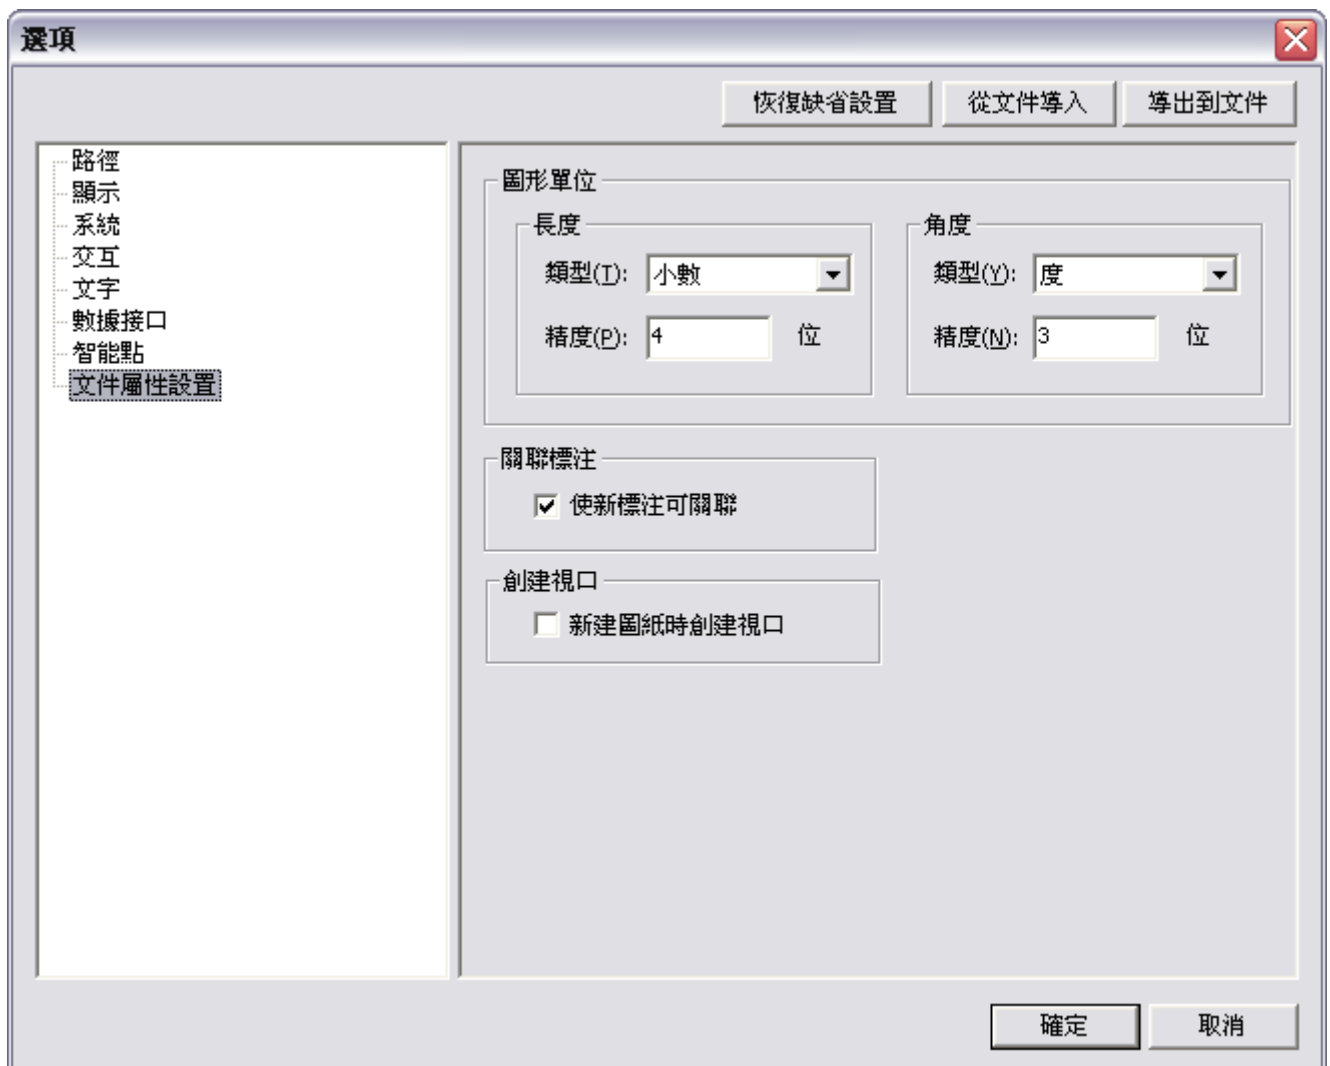 選項
恢復缺省設置 從文件導入 導出到文件
路徑
顯示
系統
交互
文字
數據接口
智能點
文件屬性設置
圖形單位
長度
類型(T): 小數
精度(P): 4 位
角度
類型(Y): 度
精度(N): 3 位
關聯標注
使新標注可關聯
創建視口
新建圖紙時創建視口
確定 取消